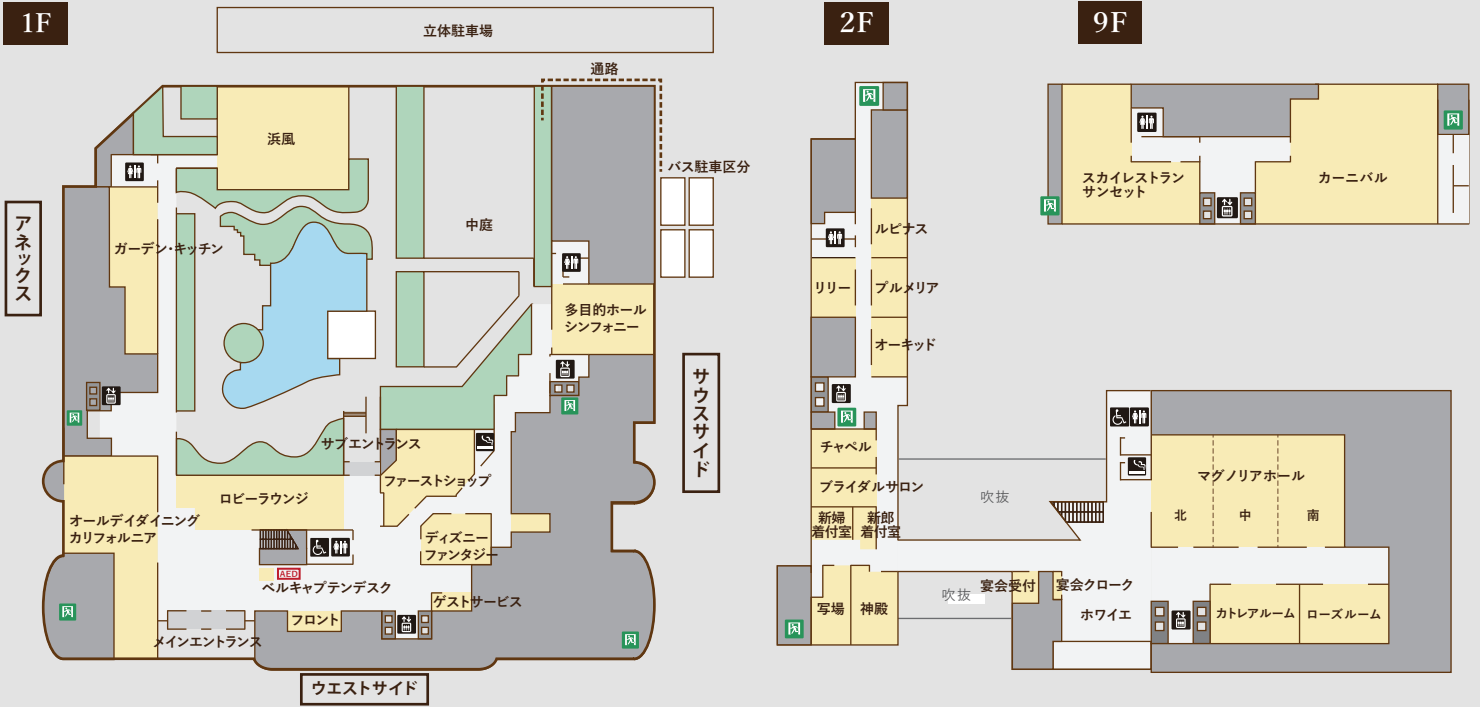 1F
立体駐車場
通路
バス駐車区分
浜風
中庭
アネックス
ガーデン・キッチン
多目的ホール
シンフォニー
サウスサイド
サブエントランス
ファーストショップ
ロビーラウンジ
オールデイダイニング
カリフォルニア
ディズニー
ファンタジー
AED
ベルキャプテンデスク
ゲストサービス
フロント
メインエントランス
ウエストサイド
2F
ルピナス
リリー
プルメリア
オーキッド
チャペル
ブライダルサロン
新婦
着付室
新郎
着付室
写場
神殿
吹抜
吹抜
宴会受付
宴会クローク
ホワイエ
マグノリアホール
北
中
南
カトレアルーム
ローズルーム
9F
スカイレストラン
サンセット
カーニバル